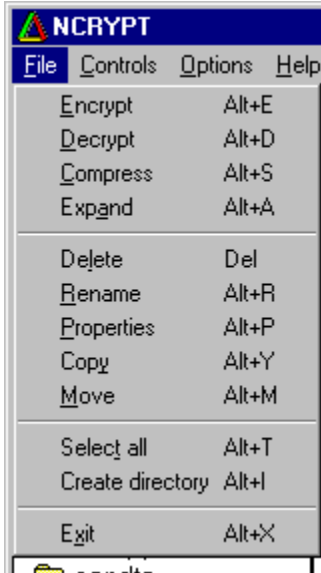 NCRYPT
File Controls Options Help
Encrypt Alt+E
Decrypt Alt+D
Compress Alt+S
Expand Alt+A
Delete Del
Rename Alt+R
Properties Alt+P
Copy Alt+Y
Move Alt+M
Select all Alt+T
Create directory Alt+I
Exit Alt+X